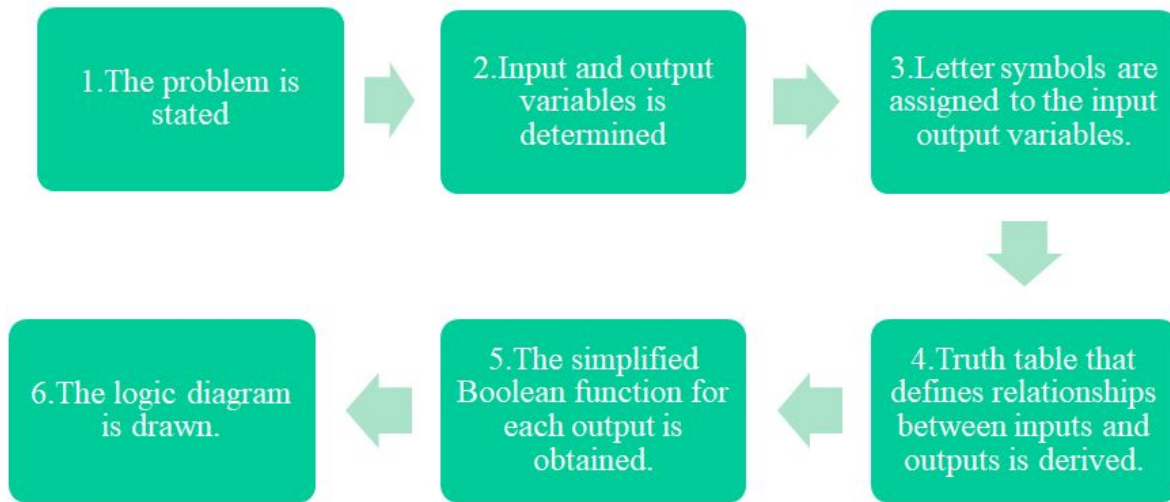 1.The problem is
stated
2.Input and output
variables is
determined
3.Letter symbols are
assigned to the input
output variables.
4.Truth table that
defines relationships
between inputs and
outputs is derived.
5.The simplified
Boolean function for
each output is
obtained.
6.The logic diagram
is drawn.